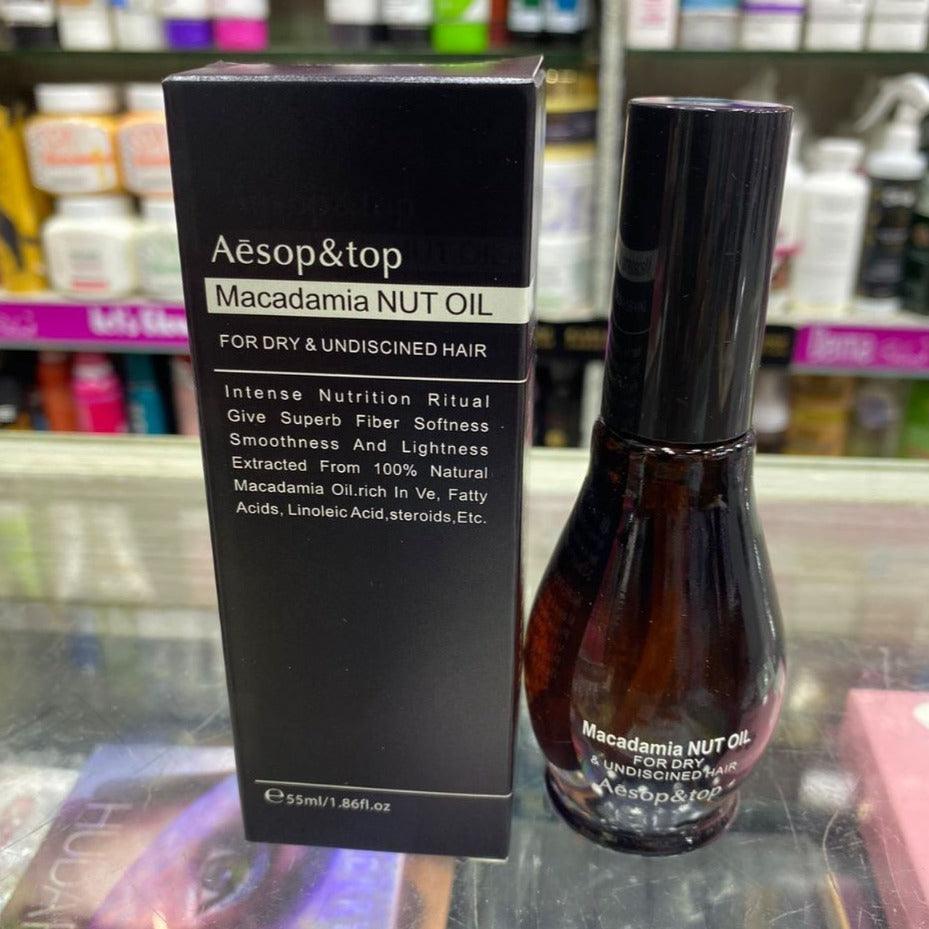 Aēsop&top
Macadamia NUT OIL
FOR DRY & UNDISCINED HAIR
Intense Nutrition Ritual
Give Superb Fiber Softness
Smoothness And Lightness
Extracted From 100% Natural
Macadamia Oil.rich In Ve, Fatty
Acids, Linoleic Acid,steroids,Etc.
℮55ml/1.86fl.oz
Macadamia NUT OIL
FOR DRY
& UNDISCINED HAIR
Aēsop&top